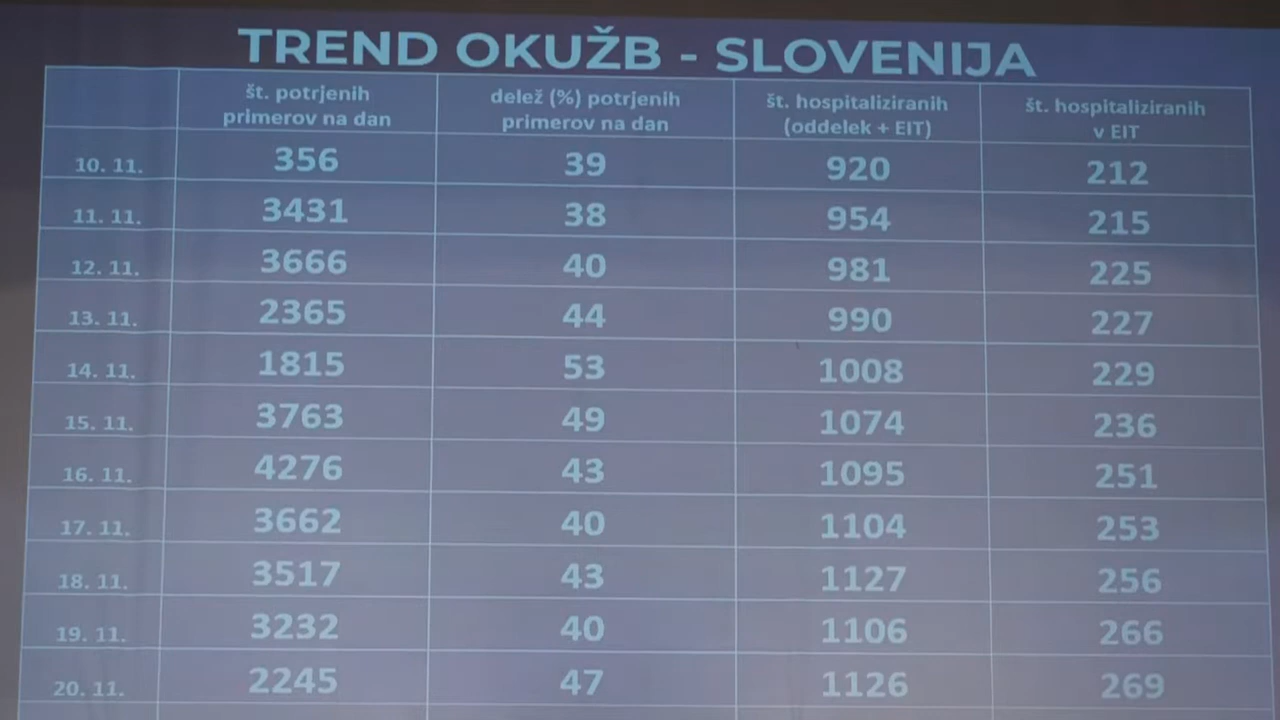 TREND OKUŽB - SLOVENIJA
št. potrjenih primerov na dan delež (%) potrjenih primerov na dan št. hospitaliziranih (oddelek + EIT) št. hospitaliziranih v EIT
10. 11. 356 39 920 212
11. 11. 3431 38 954 215
12. 11. 3666 40 981 225
13. 11. 2365 44 990 227
14. 11. 1815 53 1008 229
15. 11. 3763 49 1074 236
16. 11. 4276 43 1095 251
17. 11. 3662 40 1104 253
18. 11. 3517 43 1127 256
19. 11. 3232 40 1106 266
20. 11. 2245 47 1126 269